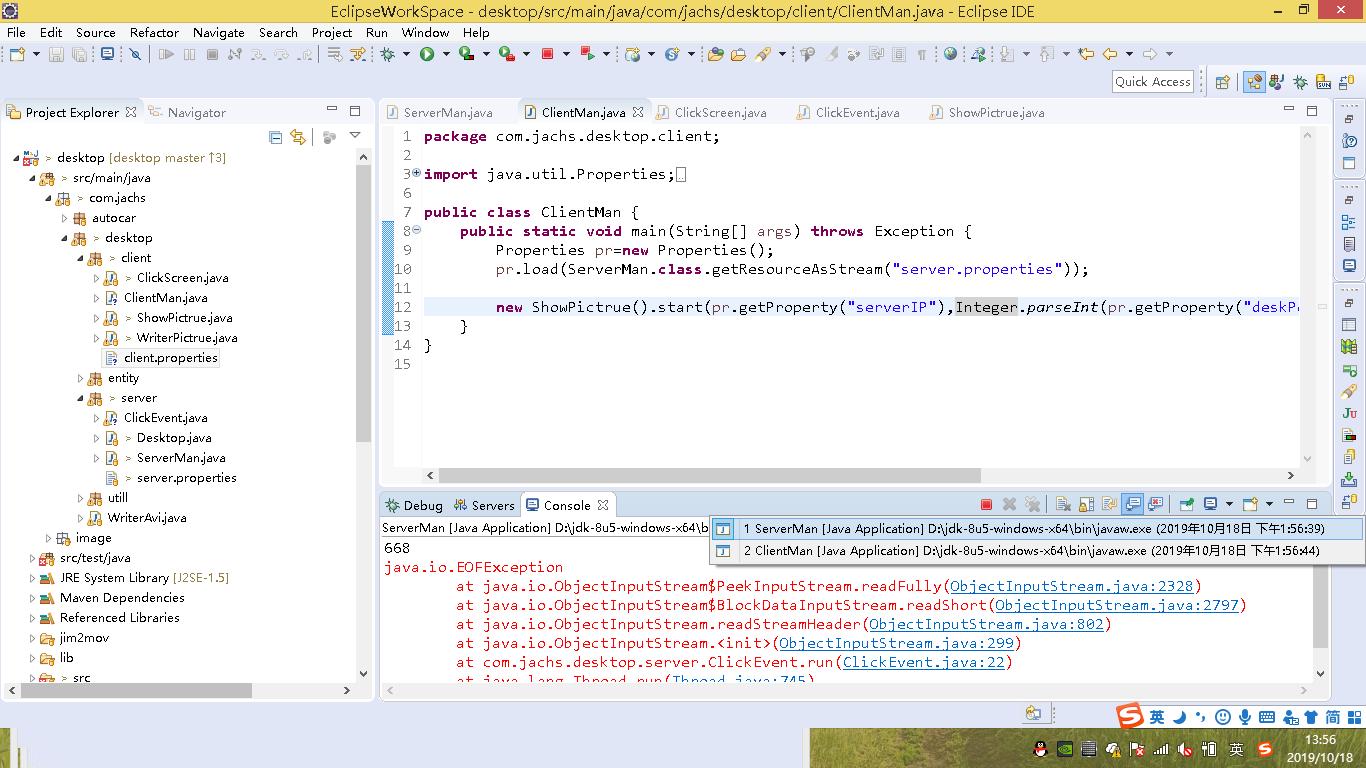 EclipseWorkSpace - desktop/src/main/java/com/jachs/desktop/client/ClientMan.java - Eclipse IDE
File Edit Source Refactor Navigate Search Project Run Window Help
Quick Access
Project Explorer Navigator
> desktop [desktop master ↑3]
> src/main/java
> com.jachs
autocar
> desktop
> client
> ClickScreen.java
ClientMan.java
> ShowPictrue.java
> WriterPictrue.java
client.properties
entity
> server
ClickEvent.java
> Desktop.java
> ServerMan.java
> server.properties
utill
WriterAvi.java
image
src/test/java
JRE System Library [J2SE-1.5]
Maven Dependencies
Referenced Libraries
jim2mov
lib
> src
ServerMan.java ClientMan.java ClickScreen.java ClickEvent.java ShowPictrue.java
1 package com.jachs.desktop.client;
2
3 import java.util.Properties;
6
7 public class ClientMan {
8 public static void main(String[] args) throws Exception {
9 Properties pr=new Properties();
10 pr.load(ServerMan.class.getResourceAsStream("server.properties"));
11
12 new ShowPictrue().start(pr.getProperty("serverIP"),Integer.parseInt(pr.getProperty("deskP
13 }
14 }
15
Debug Servers Console
ServerMan [Java Application] D:\jdk-8u5-windows-x64\b
1 ServerMan [Java Application] D:\jdk-8u5-windows-x64\bin\javaw.exe (2019年10月18日 下午1:56:39)
2 ClientMan [Java Application] D:\jdk-8u5-windows-x64\bin\javaw.exe (2019年10月18日 下午1:56:44)
668
java.io.EOFException
at java.io.ObjectInputStream$PeekInputStream.readFully(ObjectInputStream.java:2328)
at java.io.ObjectInputStream$BlockDataInputStream.readShort(ObjectInputStream.java:2797)
at java.io.ObjectInputStream.readStreamHeader(ObjectInputStream.java:802)
at java.io.ObjectInputStream.<init>(ObjectInputStream.java:299)
at com.jachs.desktop.server.ClickEvent.run(ClickEvent.java:22)
at java.lang.Thread.run(Thread.java:745)
英 简
英
13:56
2019/10/18